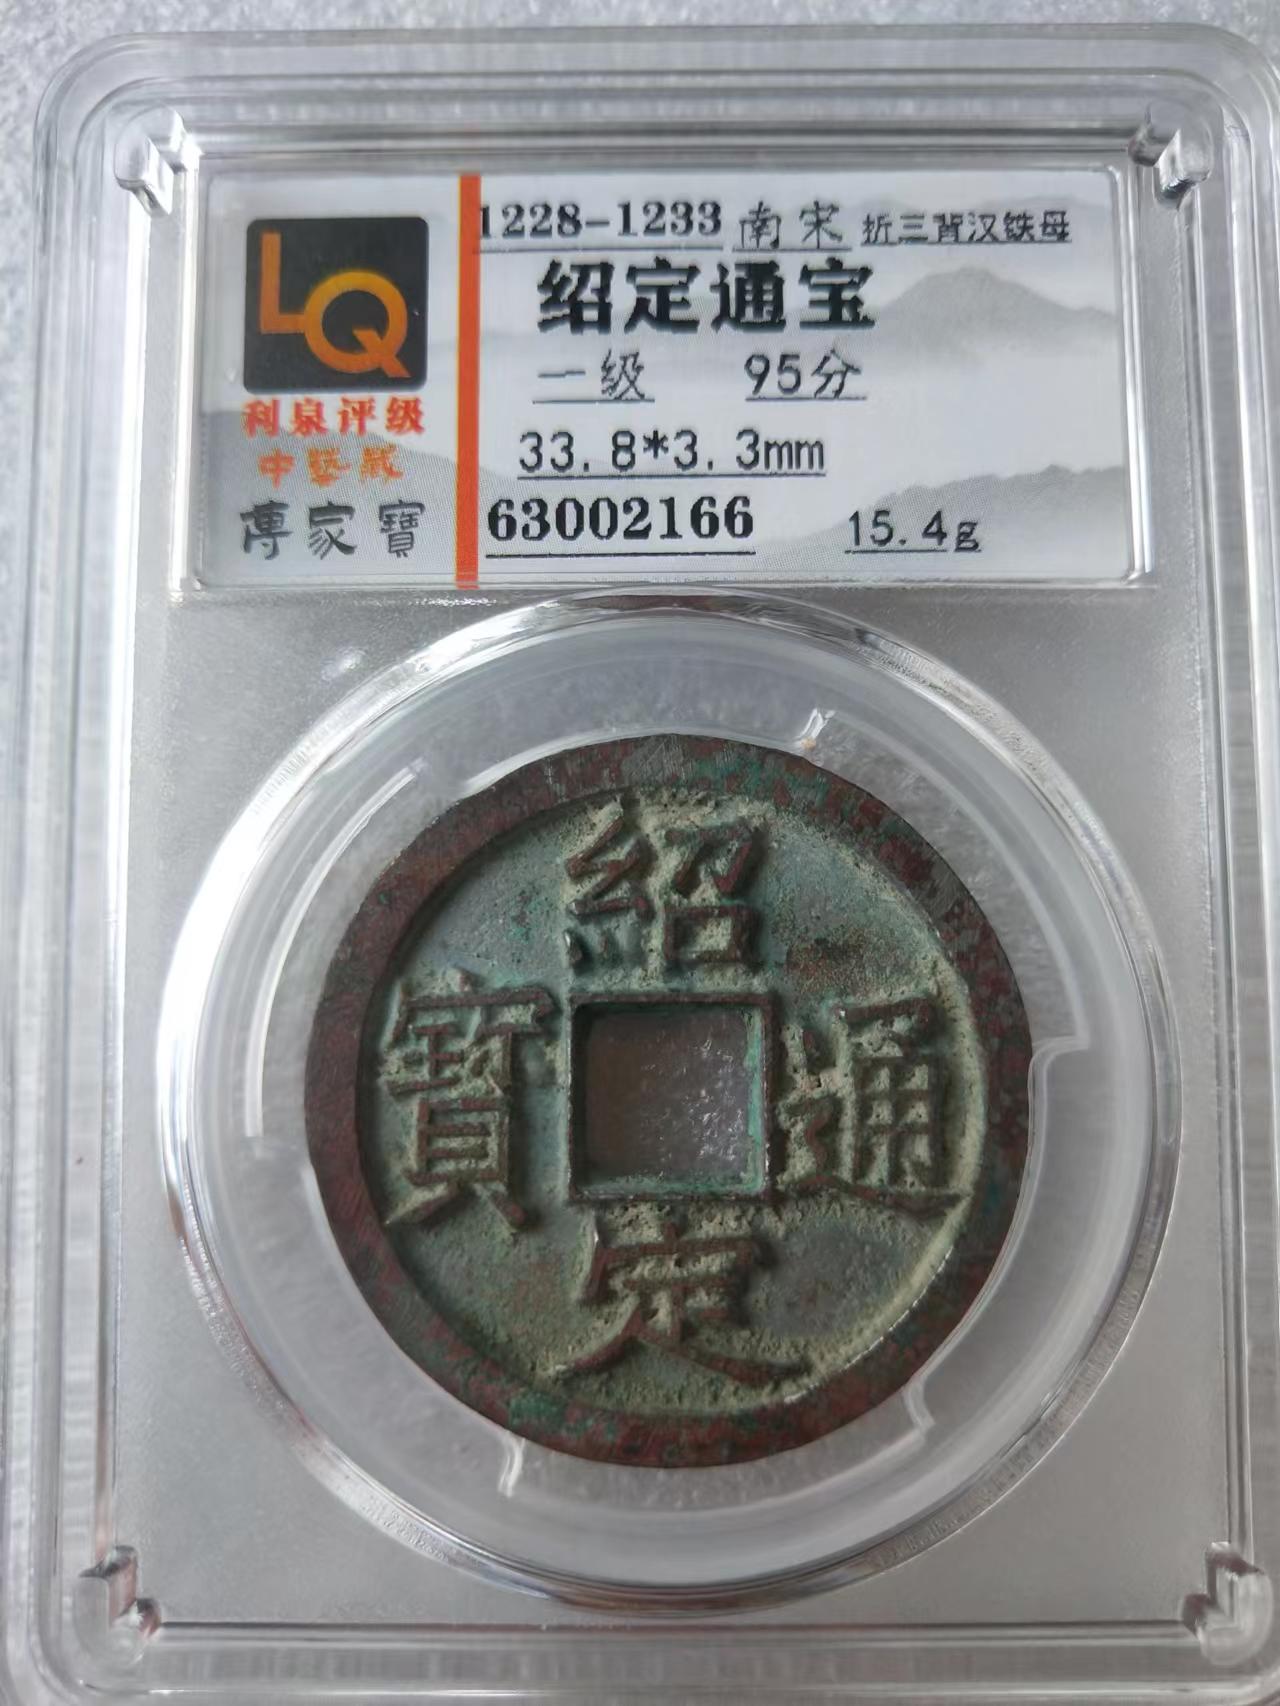 LQ
利泉评级
中艺藏
傳家寶
1228-1233 南宋 折三背汉铁母
绍定通宝
一级 95分
33.8*3.3mm
63002166 15.4g
紹
寶 通
定